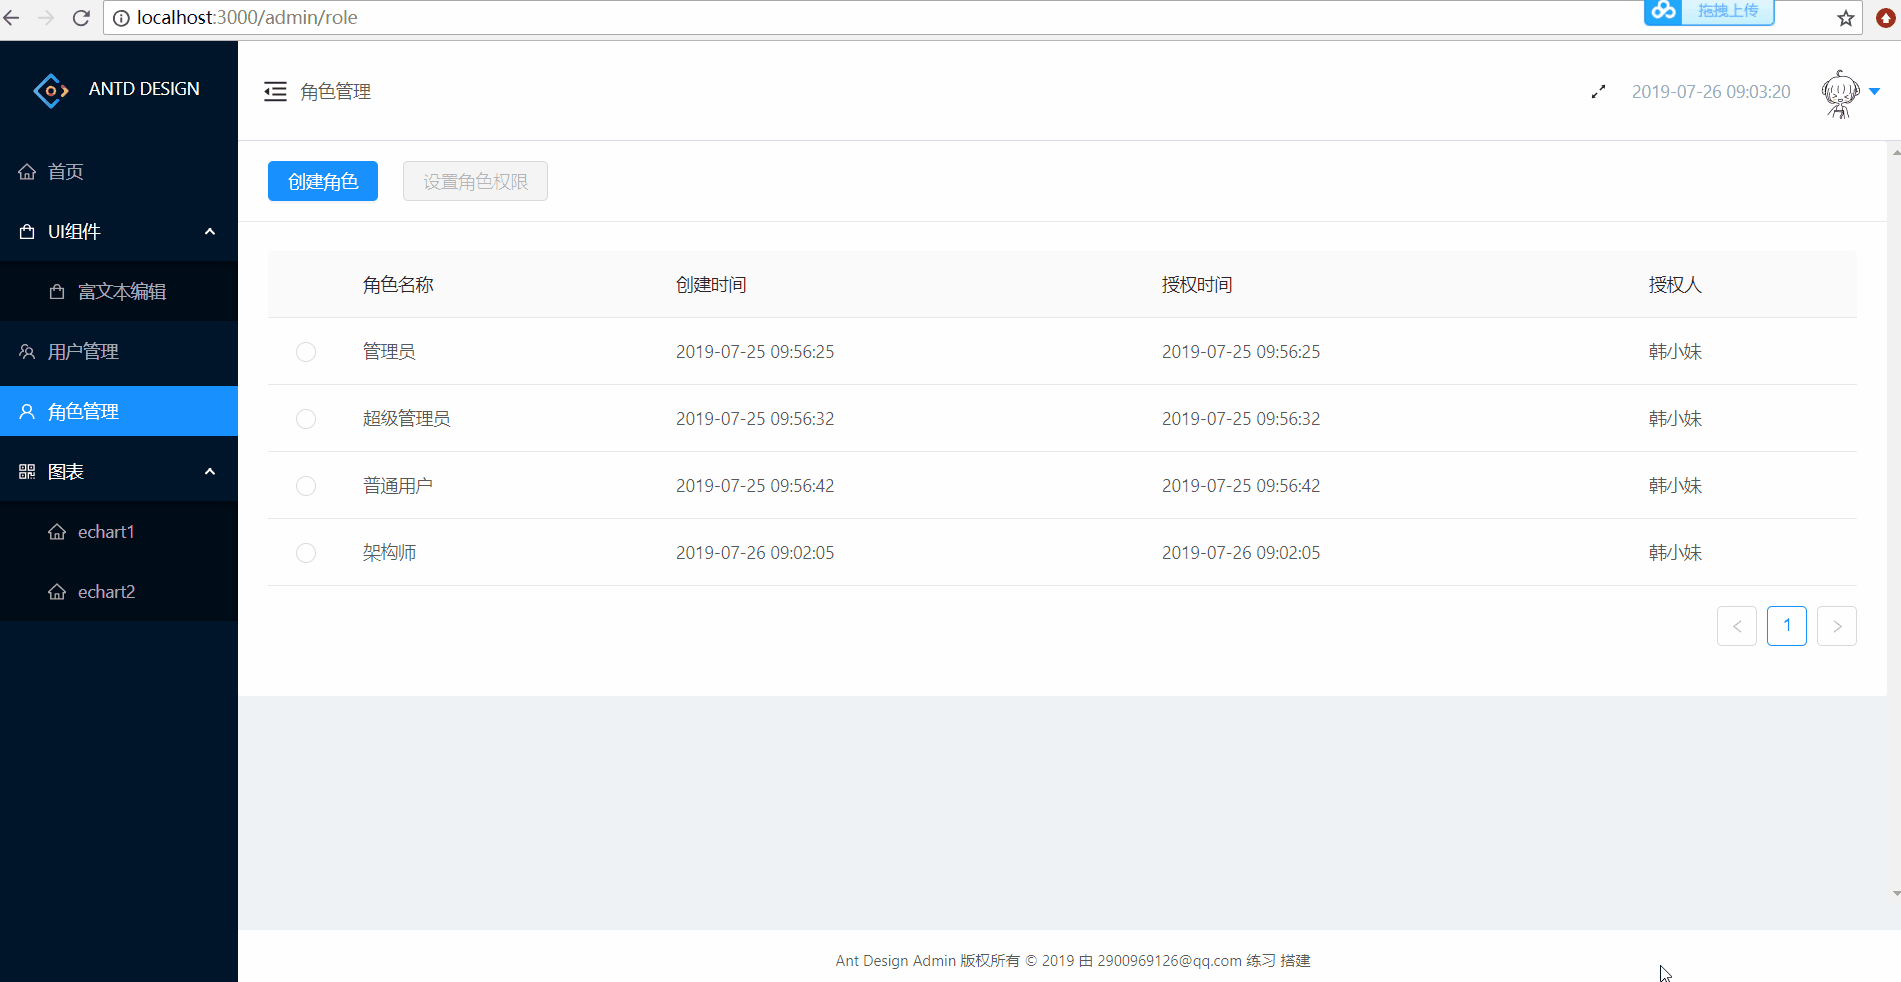 localhost:3000/admin/role
拖拽上传
ANTD DESIGN
角色管理
2019-07-26 09:03:20
首页
UI组件
富文本编辑
用户管理
角色管理
图表
echart1
echart2
创建角色 设置角色权限
角色名称 创建时间 授权时间 授权人
管理员 2019-07-25 09:56:25 2019-07-25 09:56:25 韩小妹
超级管理员 2019-07-25 09:56:32 2019-07-25 09:56:32 韩小妹
普通用户 2019-07-25 09:56:42 2019-07-25 09:56:42 韩小妹
架构师 2019-07-26 09:02:05 2019-07-26 09:02:05 韩小妹
< 1 >
Ant Design Admin 版权所有 © 2019 由 2900969126@qq.com 练习 搭建